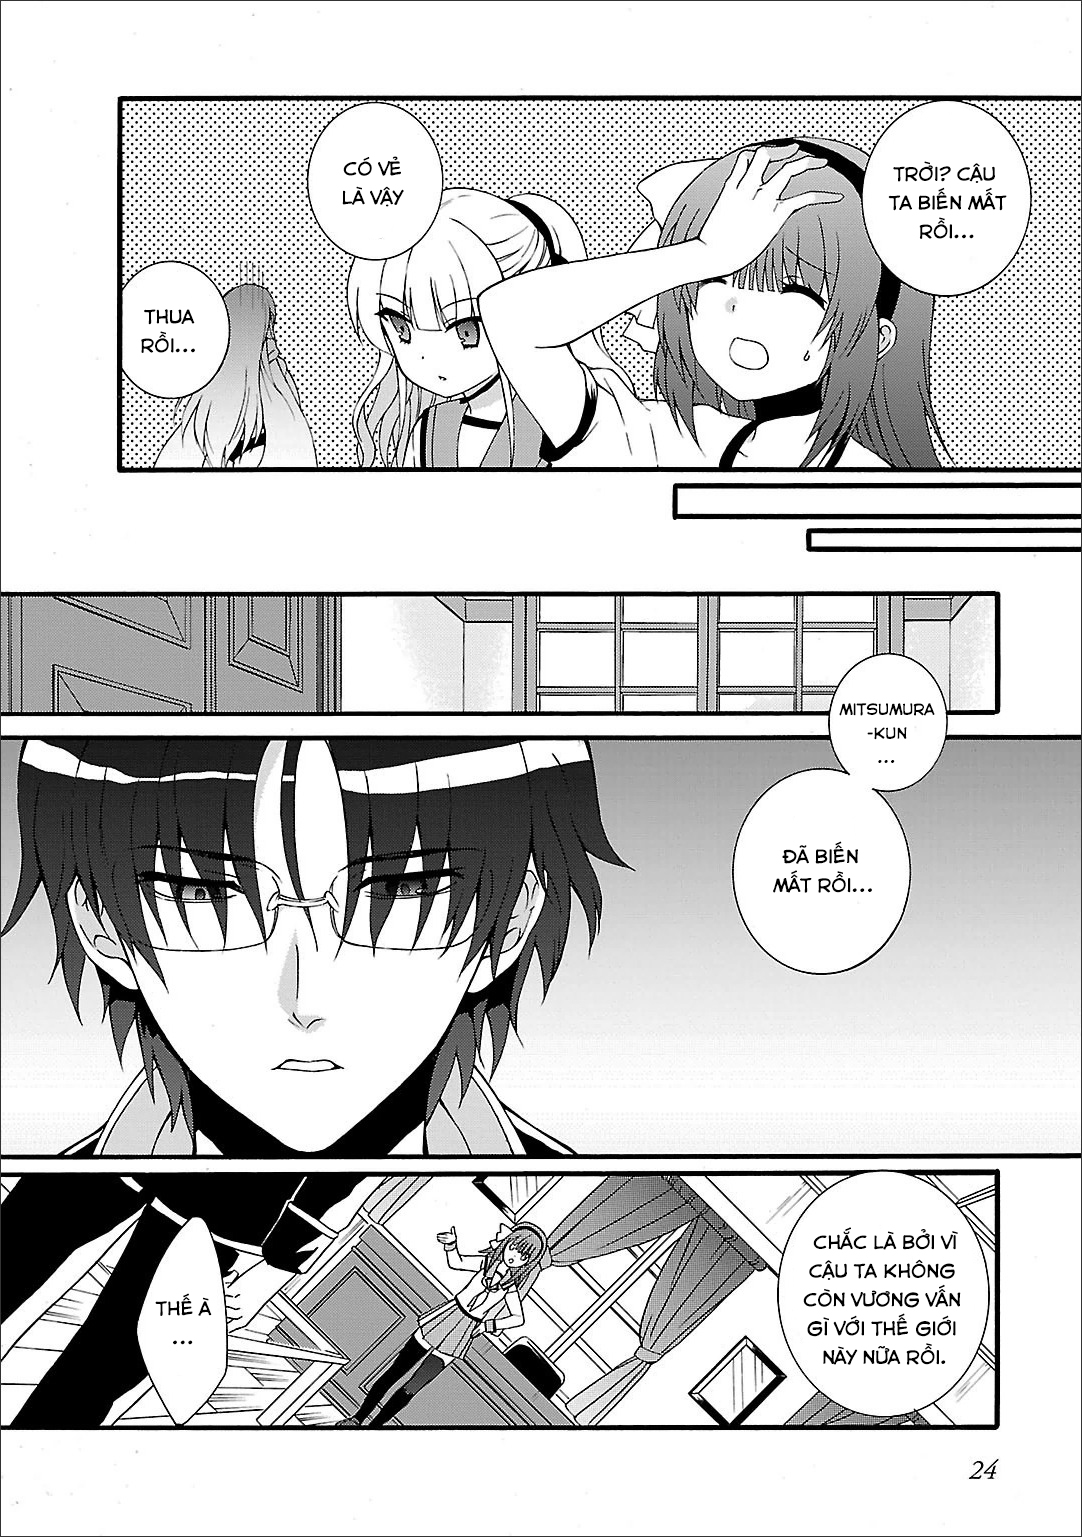 TRỜI? CẬU
TA BIẾN MẤT
RỒI...
CÓ VẺ
LÀ VẬY
THUA
RỒI...
MITSUMURA
-KUN
...
ĐÃ BIẾN
MẤT RỒI...
CHẮC LÀ BỞI VÌ
CẬU TA KHÔNG
CÒN VƯƠNG VẤN
GÌ VỚI THẾ GIỚI
NÀY NỮA RỒI.
THẾ À
...
24